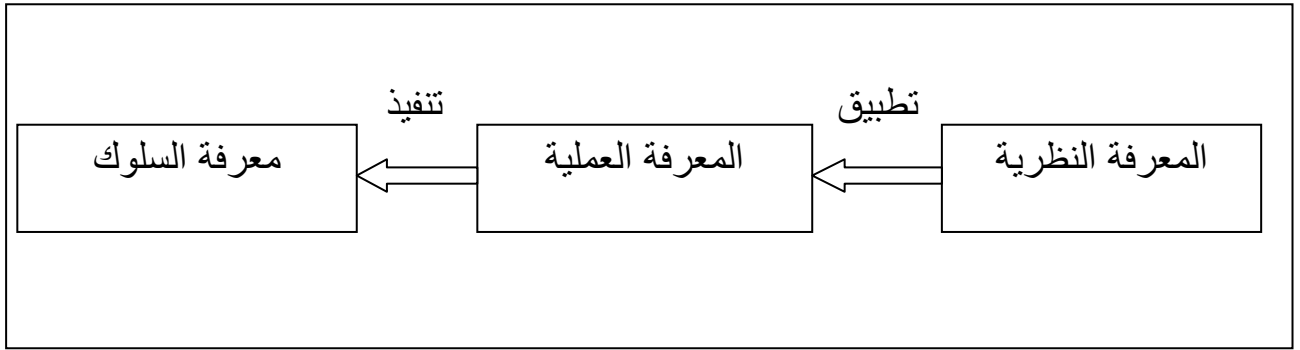 تطبيق
تنفيذ
المعرفة النظرية
المعرفة العملية
معرفة السلوك